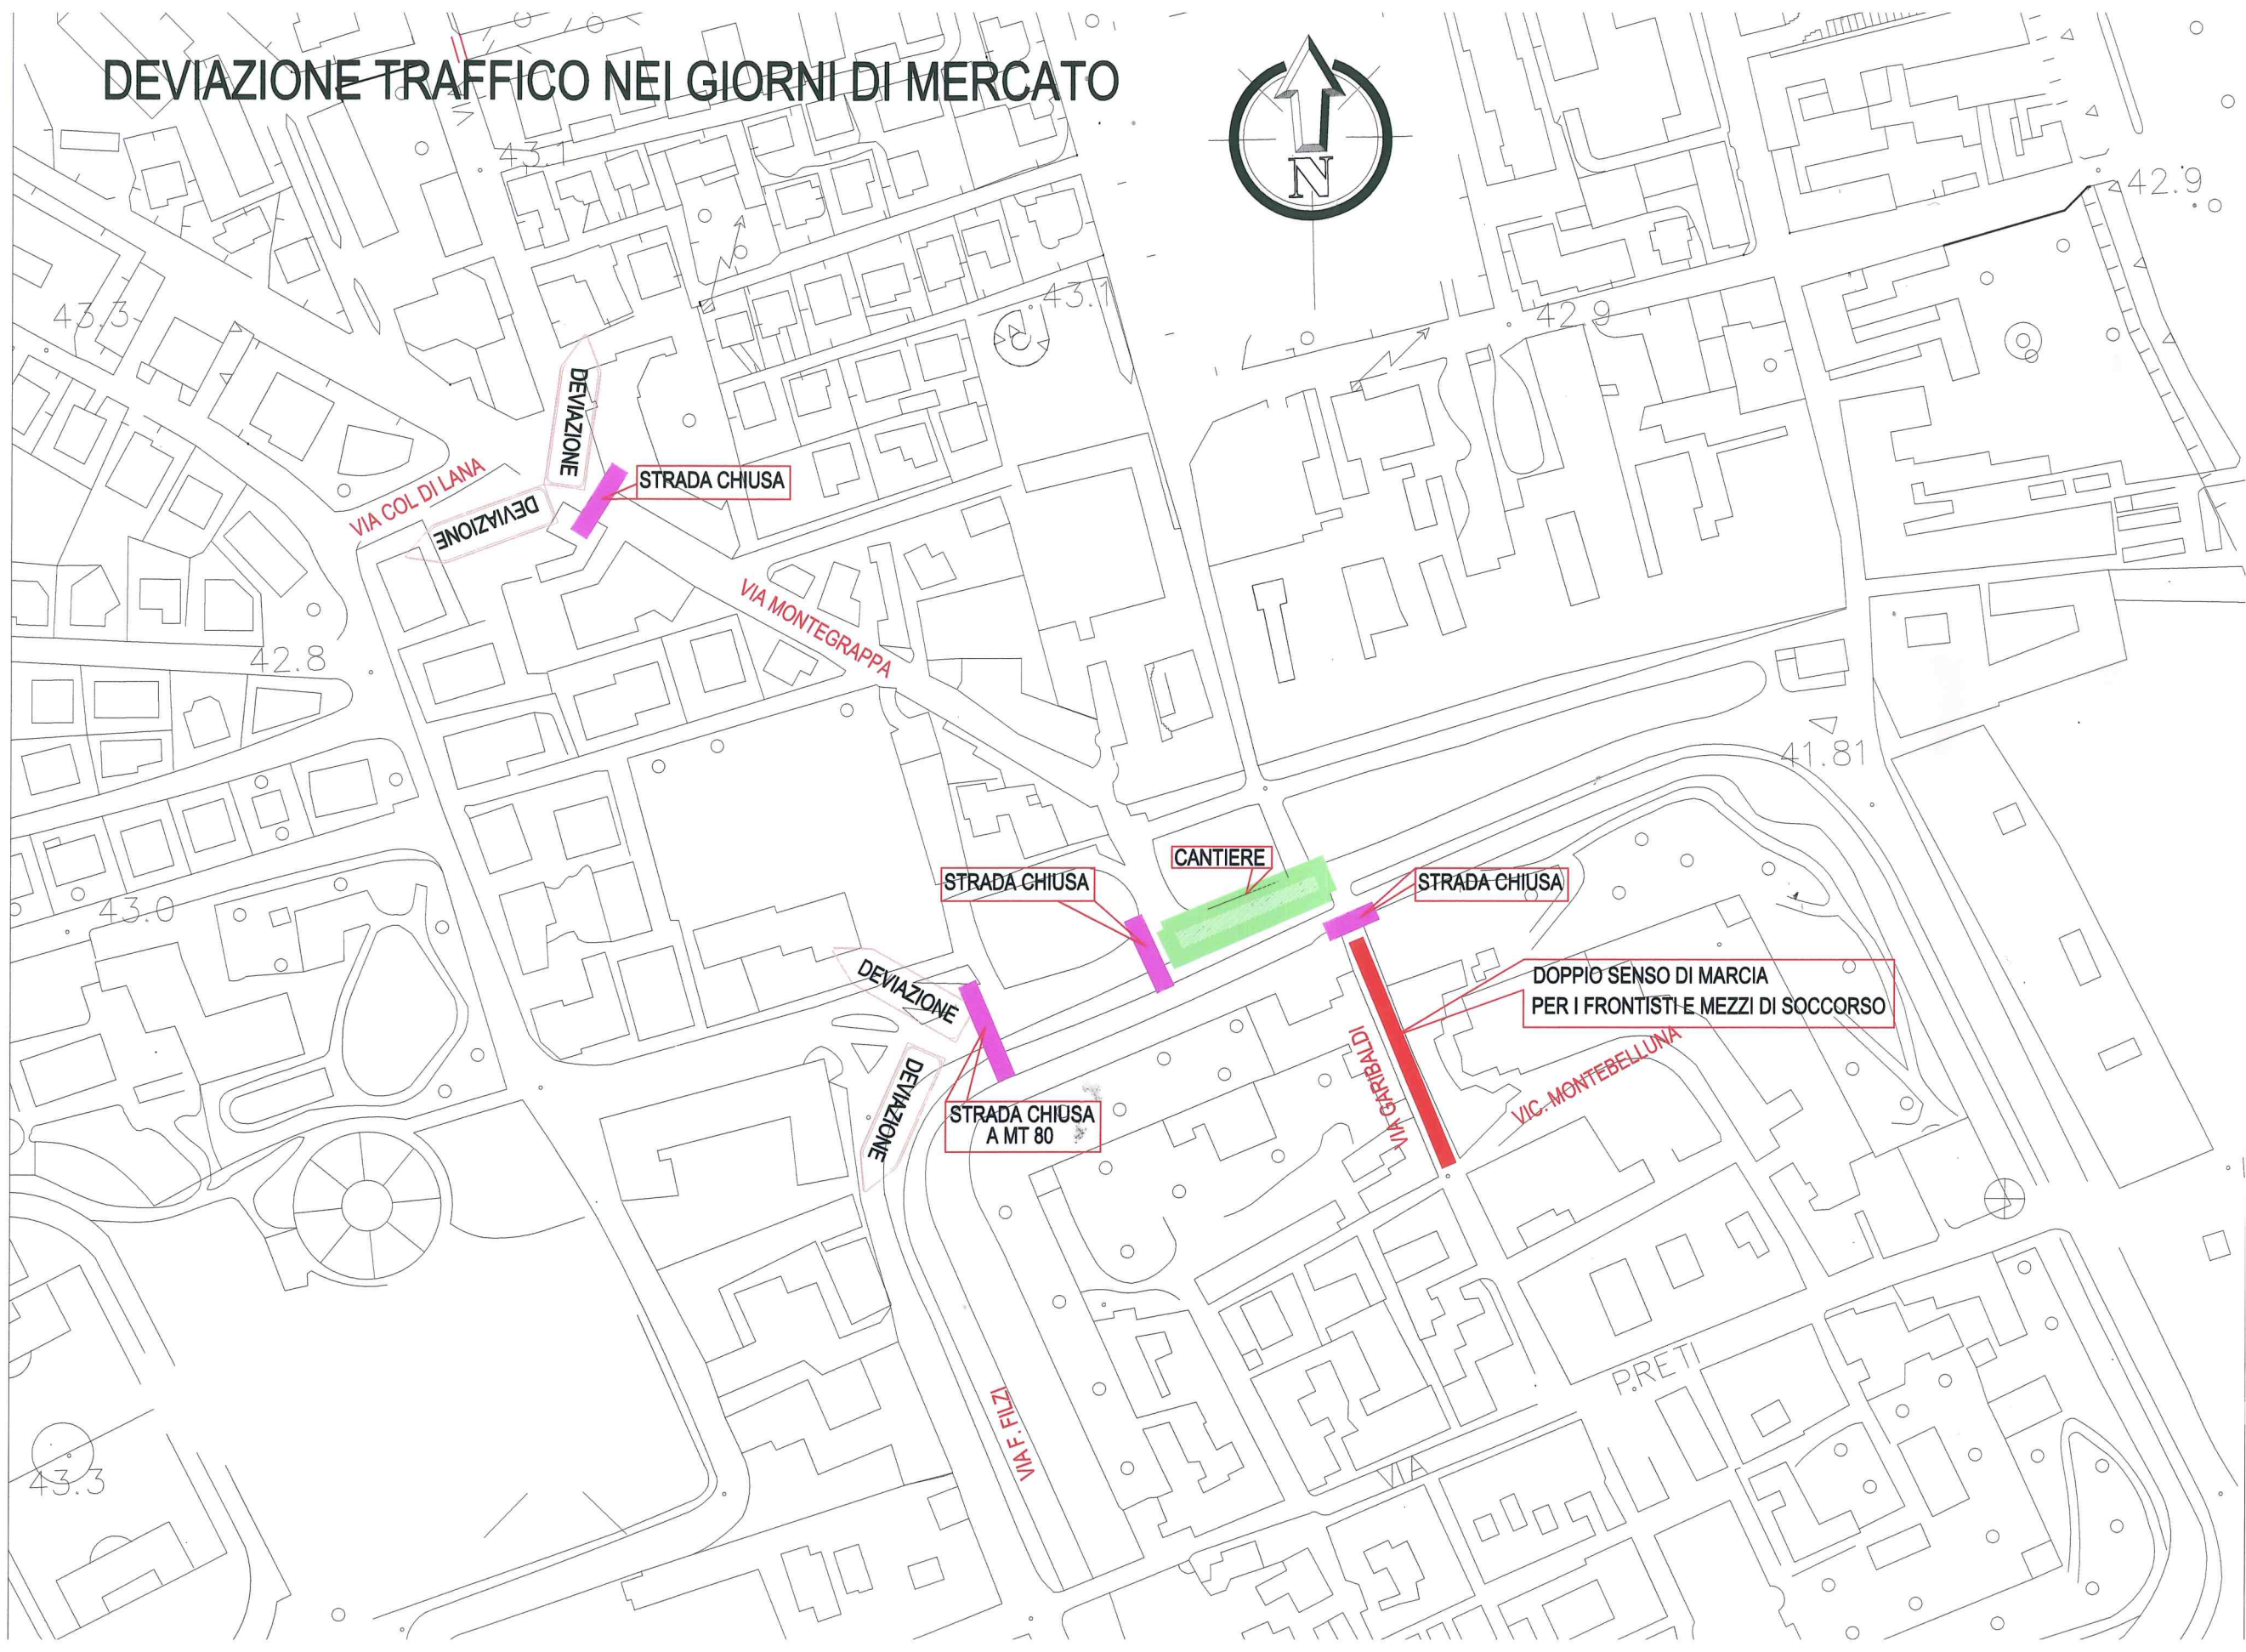 DEVIAZIONE TRAFFICO NEI GIORNI DI MERCATO
N
43.1
42.9
43.3
43.1
42.9
DEVIAZIONE
STRADA CHIUSA
VIA COL DI LANA
DEVIAZIONE
VIA MONTEGRAPPA
42.8
41.81
CANTIERE
STRADA CHIUSA
STRADA CHIUSA
43.0
DEVIAZIONE
DOPPIO SENSO DI MARCIA
PER I FRONTISTI E MEZZI DI SOCCORSO
VIA GARIBALDI
VIC. MONTEBELLUNA
DEVIAZIONE
STRADA CHIUSA
A MT 80
VIA F. FILZI
P.RETI
VIA
43.3